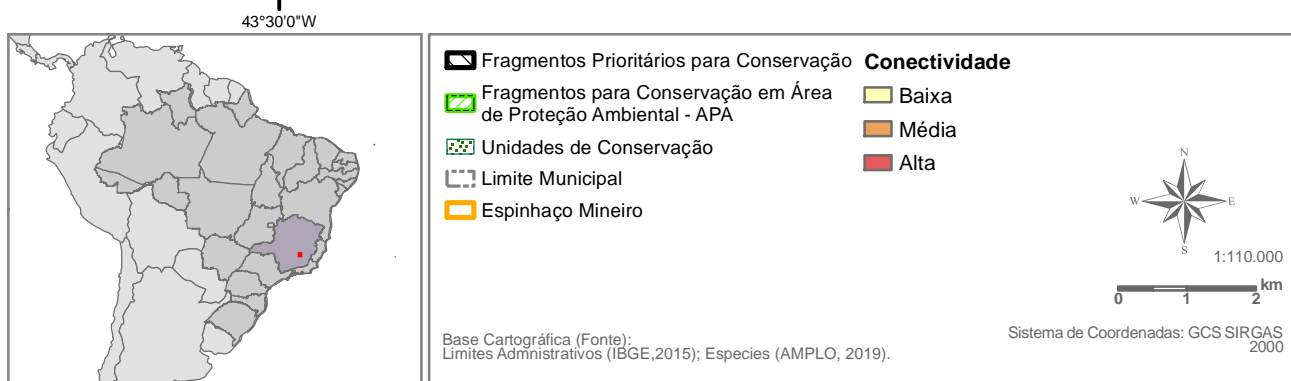 43°30'0"W
Fragmentos Prioritários para Conservação
Fragmentos para Conservação em Área
de Proteção Ambiental - APA
Unidades de Conservação
Limite Municipal
Espinhaço Mineiro
Conectividade
Baixa
Média
Alta
N
W
E
S
1:110.000
km
0 1 2
Base Cartográfica (Fonte):
Limites Admnistrativos (IBGE,2015); Especies (AMPLO, 2019).
Sistema de Coordenadas: GCS SIRGAS
2000